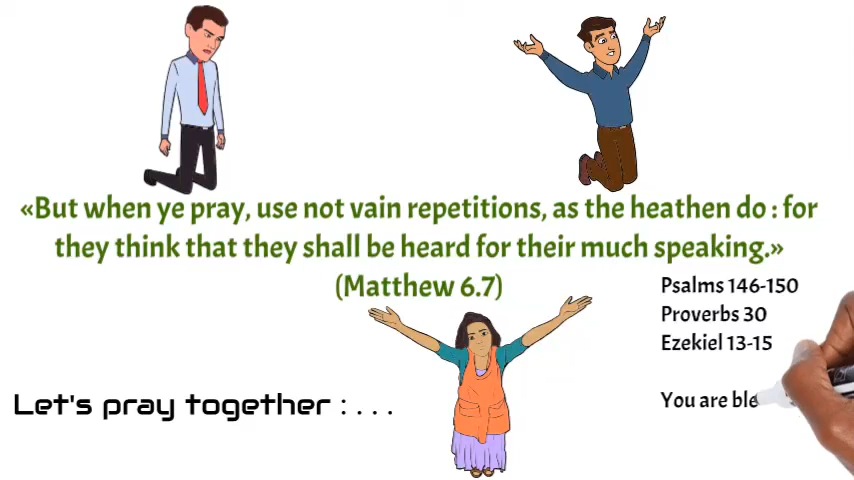 «But when ye pray, use not vain repetitions, as the heathen do : for
they think that they shall be heard for their much speaking.»
(Matthew 6.7)
Psalms 146-150
Proverbs 30
Ezekiel 13-15
Let's pray together : . . .
You are ble